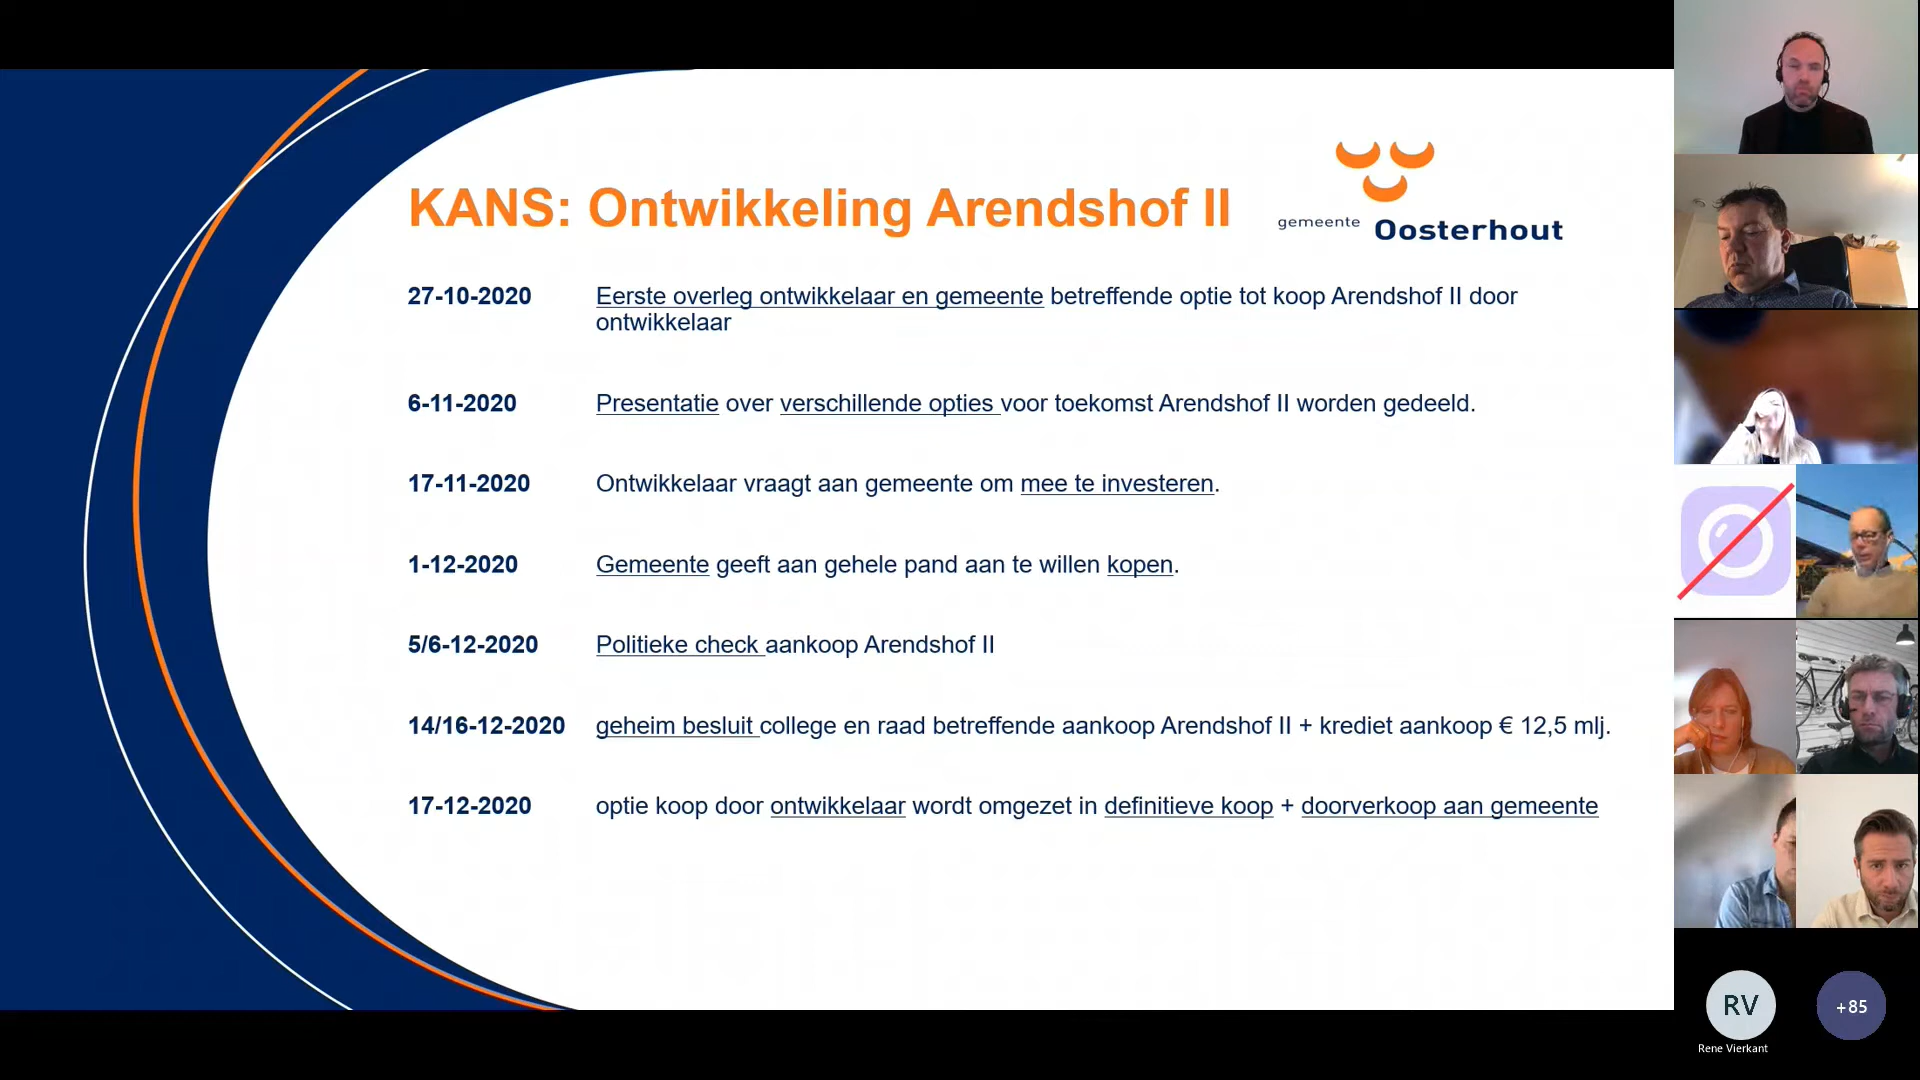 KANS: Ontwikkeling Arendshof II
gemeente Oosterhout
27-10-2020 Eerste overleg ontwikkelaar en gemeente betreffende optie tot koop Arendshof II door
ontwikkelaar
6-11-2020 Presentatie over verschillende opties voor toekomst Arendshof II worden gedeeld.
17-11-2020 Ontwikkelaar vraagt aan gemeente om mee te investeren.
1-12-2020 Gemeente geeft aan gehele pand aan te willen kopen.
5/6-12-2020 Politieke check aankoop Arendshof II
14/16-12-2020 geheim besluit college en raad betreffende aankoop Arendshof II + krediet aankoop € 12,5 mlj.
17-12-2020 optie koop door ontwikkelaar wordt omgezet in definitieve koop + doorverkoop aan gemeente
RV
+85
Rene Vierkant